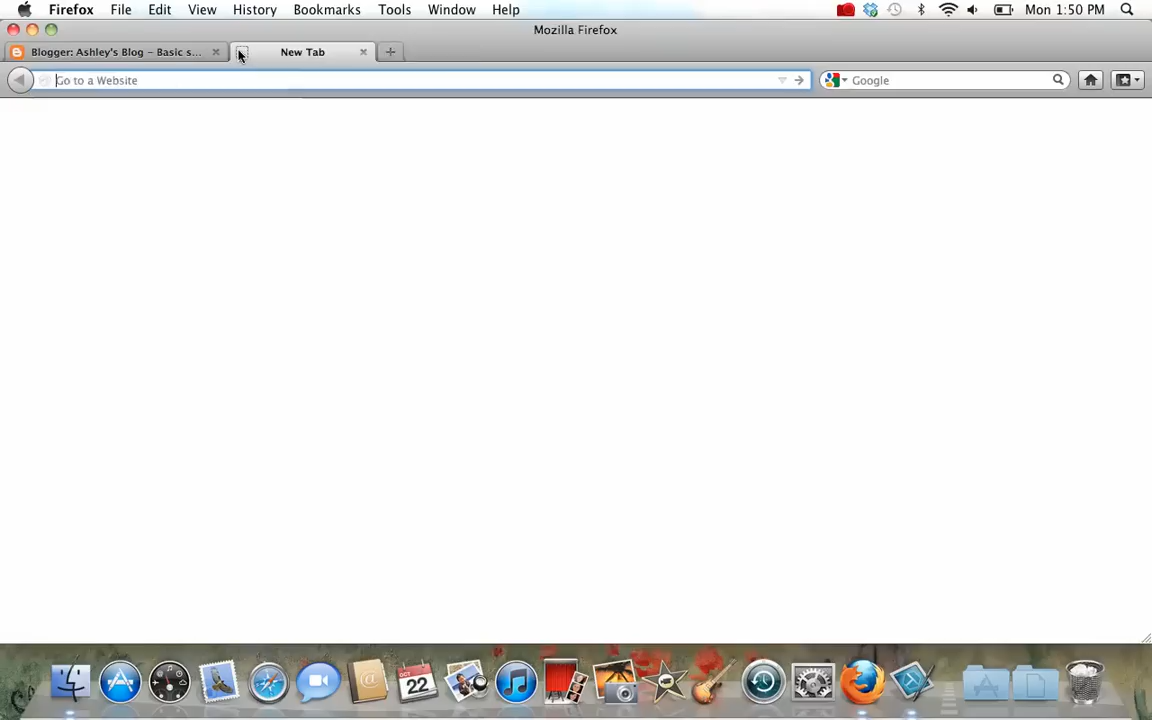 Firefox File Edit View History Bookmarks Tools Window Help Mon 1:50 PM
Mozilla Firefox
Blogger: Ashley's Blog – Basic s... New Tab
Go to a Website Google
OCT
22